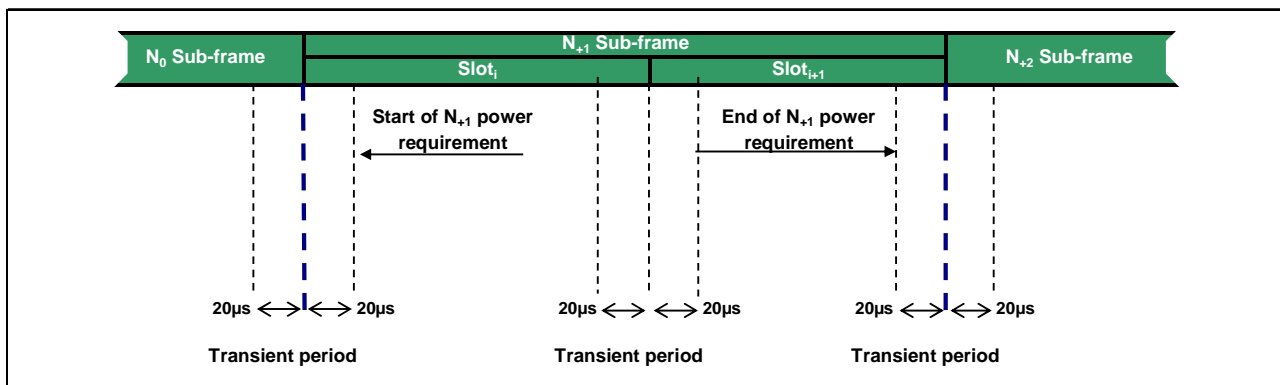 N+1 Sub-frame
N0 Sub-frame
N+2 Sub-frame
Sloti
Sloti+1
Start of N+1 power
requirement
End of N+1 power
requirement
20µs
20µs
20µs
20µs
20µs
20µs
Transient period
Transient period
Transient period